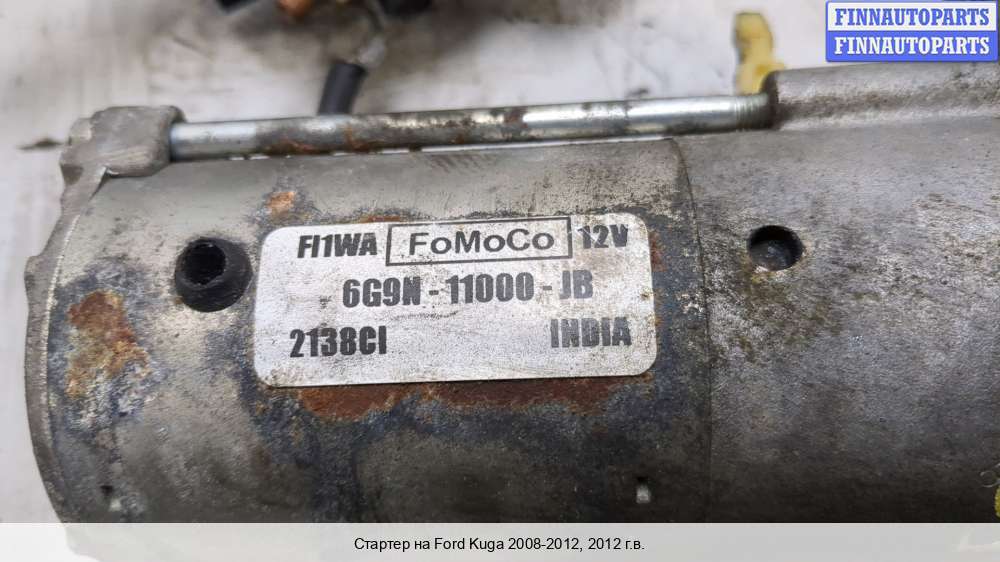 FINNAUTOPARTS
FINNAUTOPARTS
FI1WA FoMoCo 12V
6G9N - 11000 - JB
2138CI INDIA
Стартер на Ford Kuga 2008-2012, 2012 г.в.